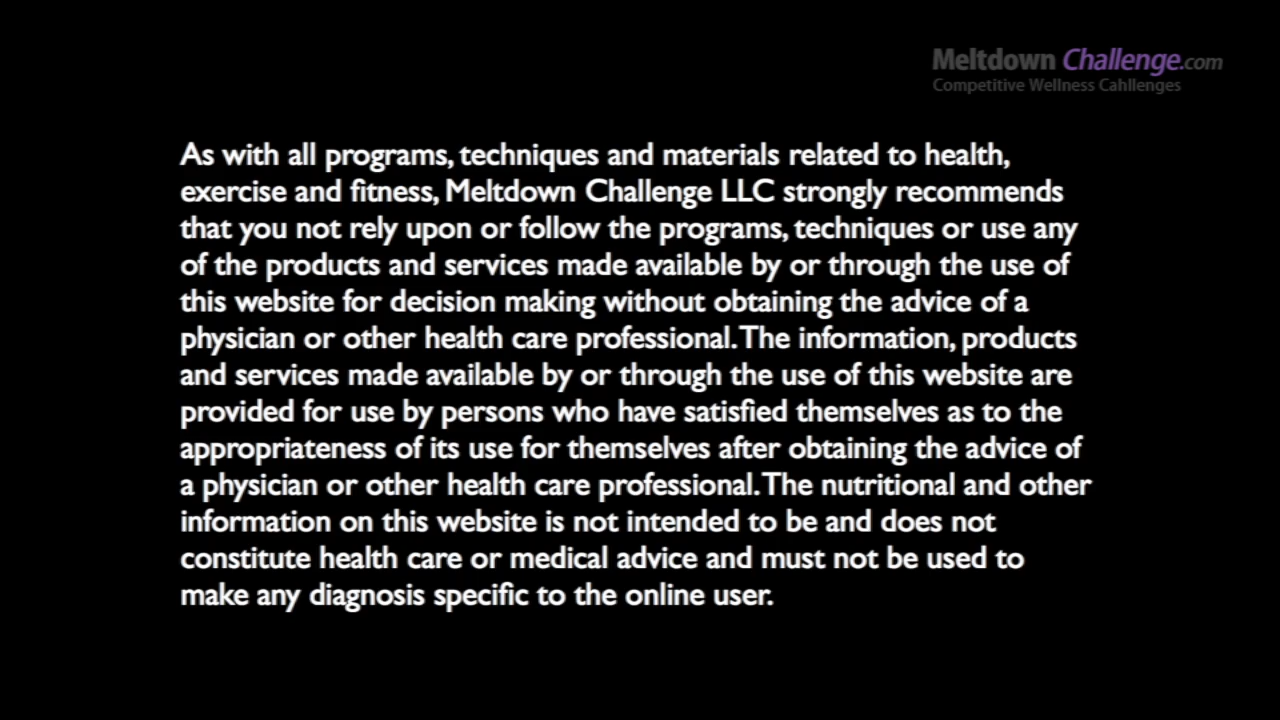 Meltdown Challenge.com
Competitive Wellness Cahllenges
As with all programs, techniques and materials related to health,
exercise and fitness, Meltdown Challenge LLC strongly recommends
that you not rely upon or follow the programs, techniques or use any
of the products and services made available by or through the use of
this website for decision making without obtaining the advice of a
physician or other health care professional. The information, products
and services made available by or through the use of this website are
provided for use by persons who have satisfied themselves as to the
appropriateness of its use for themselves after obtaining the advice of
a physician or other health care professional. The nutritional and other
information on this website is not intended to be and does not
constitute health care or medical advice and must not be used to
make any diagnosis specific to the online user.